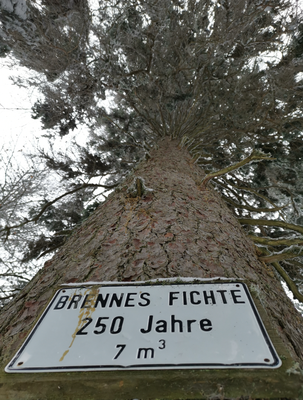 BRENNES FICHTE
250 Jahre
7 m³